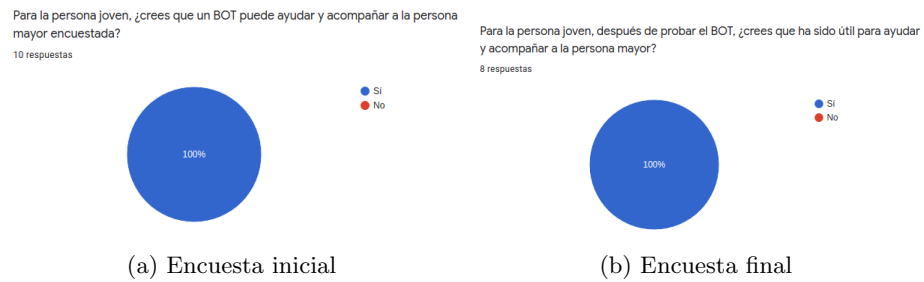 Para la persona joven, ¿crees que un BOT puede ayudar y acompañar a la persona
mayor encuestada?
10 respuestas
Sí
No
100%
(a) Encuesta inicial
Para la persona joven, después de probar el BOT, ¿crees que ha sido útil para ayudar
y acompañar a la persona mayor?
8 respuestas
Sí
No
100%
(b) Encuesta final